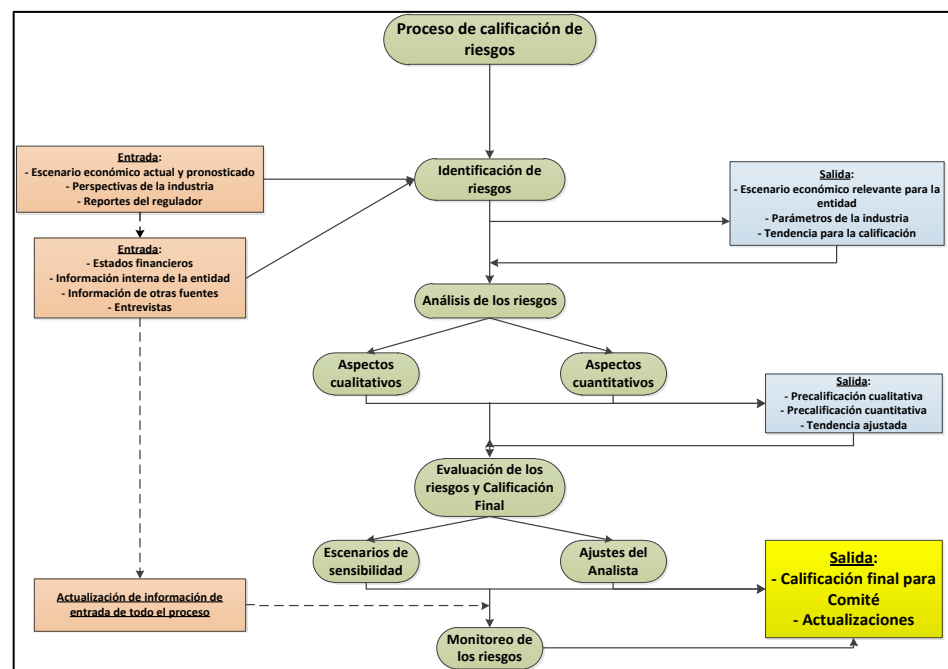 Proceso de calificación de
riesgos
Entrada:
- Escenario económico actual y pronosticado
- Perspectivas de la industria
- Reportes del regulador
Identificación de
riesgos
Salida:
- Escenario económico relevante para la
entidad
- Parámetros de la industria
- Tendencia para la calificación
Entrada:
- Estados financieros
- Información interna de la entidad
- Información de otras fuentes
- Entrevistas
Análisis de los riesgos
Aspectos
cualitativos
Aspectos
cuantitativos
Salida:
- Precalificación cualitativa
- Precalificación cuantitativa
- Tendencia ajustada
Evaluación de los
riesgos y Calificación
Final
Escenarios de
sensibilidad
Ajustes del
Analista
Salida:
- Calificación final para
Comité
- Actualizaciones
Actualización de información de
entrada de todo el proceso
Monitoreo de
los riesgos